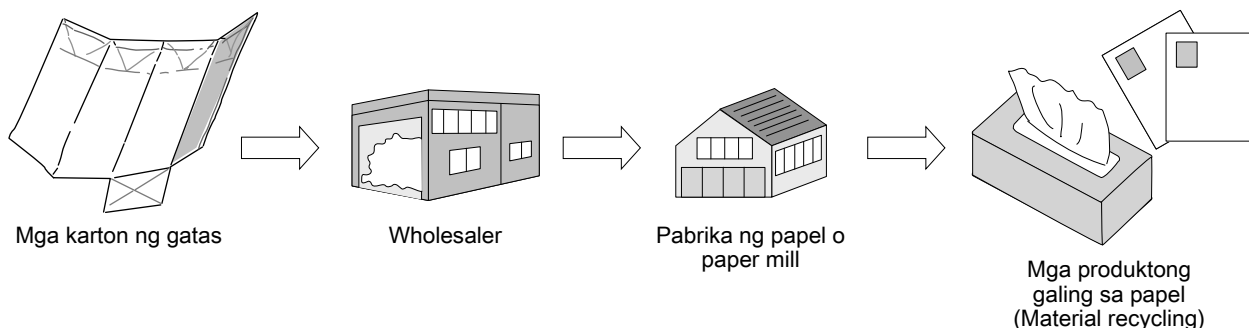 Mga karton ng gatas
Wholesaler
Pabrika ng papel o
paper mill
Mga produktong
galing sa papel
(Material recycling)